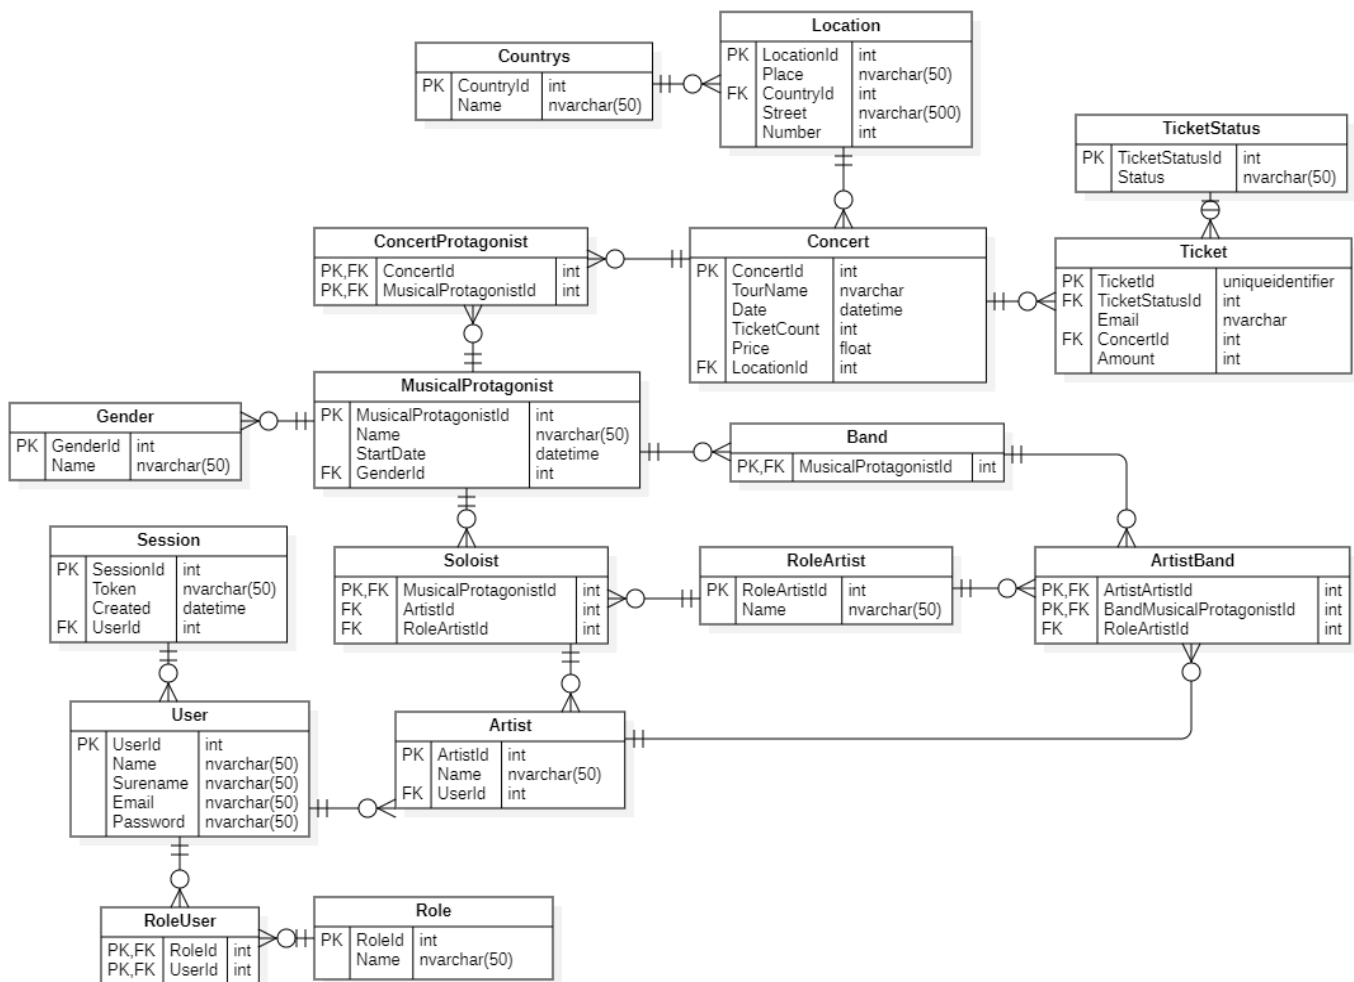 Location
PK LocationId int
Place nvarchar(50)
FK CountryId int
Street nvarchar(500)
Number int
Countrys
PK CountryId int
Name nvarchar(50)
TicketStatus
PK TicketStatusId int
Status nvarchar(50)
ConcertProtagonist
PK,FK ConcertId int
PK,FK MusicalProtagonistId int
Concert
PK ConcertId int
TourName nvarchar
Date datetime
TicketCount int
Price float
FK LocationId int
Ticket
PK TicketId uniqueidentifier
FK TicketStatusId int
Email nvarchar
FK ConcertId int
Amount int
MusicalProtagonist
PK MusicalProtagonistId int
Name nvarchar(50)
StartDate datetime
FK GenderId int
Gender
PK GenderId int
Name nvarchar(50)
Band
PK,FK MusicalProtagonistId int
Session
PK SessionId int
Token nvarchar(50)
Created datetime
FK UserId int
Soloist
PK,FK MusicalProtagonistId int
FK ArtistId int
FK RoleArtistId int
RoleArtist
PK RoleArtistId int
Name nvarchar(50)
ArtistBand
PK,FK ArtistArtistId int
PK,FK BandMusicalProtagonistId int
FK RoleArtistId int
User
PK UserId int
Name nvarchar(50)
Surename nvarchar(50)
Email nvarchar(50)
Password nvarchar(50)
Artist
PK ArtistId int
Name nvarchar(50)
FK UserId int
RoleUser
PK,FK RoleId int
PK,FK UserId int
Role
PK RoleId int
Name nvarchar(50)